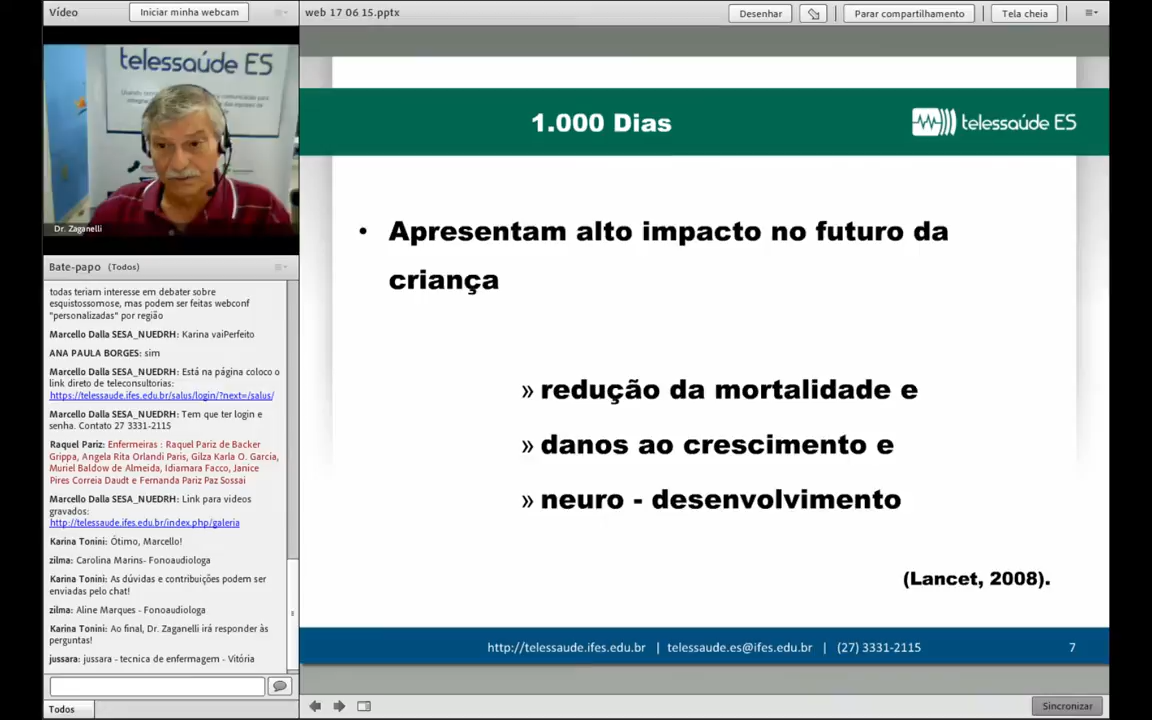 Vídeo
Iniciar minha webcam
web 17 06 15.pptx
Desenhar
Parar compartilhamento
Tela cheia
telessaúde ES
Dr. Zaganelli
Bate-papo (Todos)
todas teriam interesse em debater sobre
esquistossomose, mas podem ser feitas webconf
"personalizadas" por região
Marcello Dalla SESA_NUEDRH: Karina vaiPerfeito
ANA PAULA BORGES: sim
Marcello Dalla SESA_NUEDRH: Está na página coloco o
link direto de teleconsultorias:
https://telessaude.ifes.edu.br/salus/login/?next=/salus/
Marcello Dalla SESA_NUEDRH: Tem que ter login e
senha. Contato 27 3331-2115
Raquel Pariz: Enfermeiras : Raquel Pariz de Backer
Grippa, Angela Rita Orlandi Paris, Gilza Karla O. Garcia,
Muriel Baldow de Almeida, Idiamara Facco, Janice
Pires Correia Daudt e Fernanda Pariz Paz Sossai
Marcello Dalla SESA_NUEDRH: Link para videos
gravados:
http://telessaude.ifes.edu.br/index.php/galeria
Karina Tonini: Ótimo, Marcello!
zilma: Carolina Marins- Fonoaudiologa
Karina Tonini: As dúvidas e contribuições podem ser
enviadas pelo chat!
zilma: Aline Marques - Fonoaudiologa
Karina Tonini: Ao final, Dr. Zaganelli irá responder às
perguntas!
jussara: jussara - tecnica de enfermagem - Vitória
Todos
1.000 Dias
telessaúde ES
• Apresentam alto impacto no futuro da
criança
» redução da mortalidade e
» danos ao crescimento e
» neuro - desenvolvimento
(Lancet, 2008).
http://telessaude.ifes.edu.br | telessaude.es@ifes.edu.br | (27) 3331-2115
7
Sincronizar